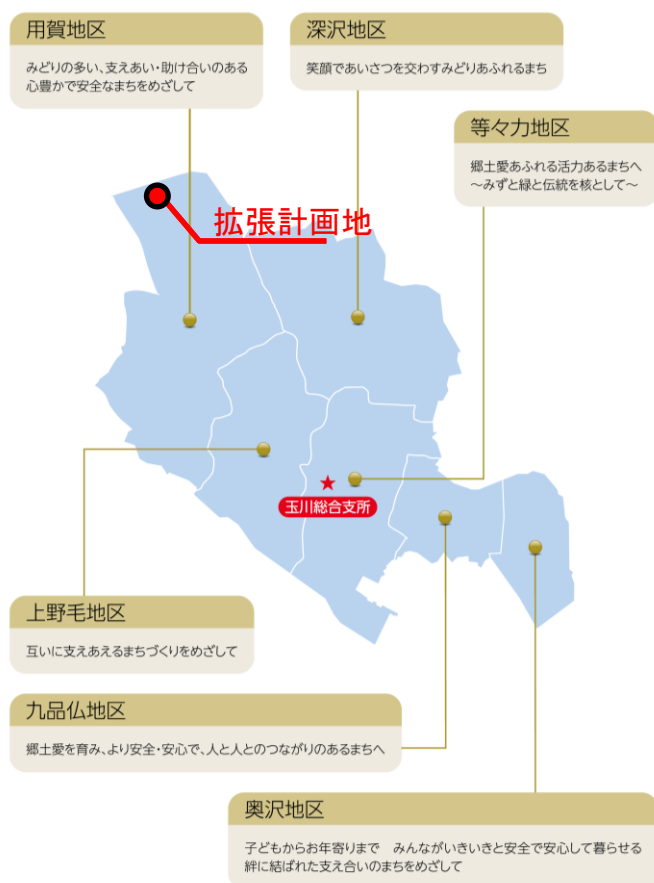 用賀地区
みどりの多い、支えあい・助け合いのある
心豊かで安全なまちをめざして
深沢地区
笑顔であいさつを交わすみどりあふれるまち
等々力地区
郷土愛あふれる活力あるまちへ
～みずと緑と伝統を核として～
拡張計画地
玉川総合支所
上野毛地区
互いに支えあえるまちづくりをめざして
九品仏地区
郷土愛を育み、より安全・安心で、人と人とのつながりのあるまちへ
奥沢地区
子どもからお年寄りまで　みんながいきいきと安全で安心して暮らせる
絆に結ばれた支え合いのまちをめざして